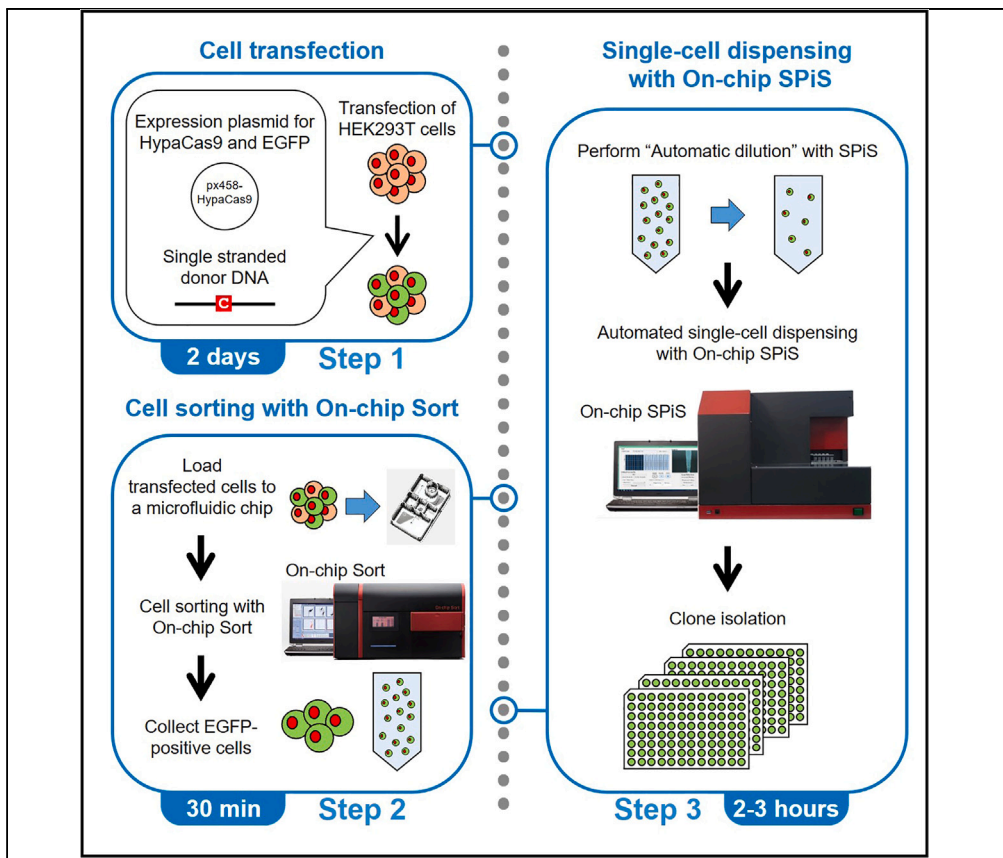 Cell transfection
Expression plasmid for
HypaCas9 and EGFP
px458-
HypaCas9
Single stranded
donor DNA
C
Transfection of
HEK293T cells
2 days
Step 1
Cell sorting with On-chip Sort
Load
transfected cells to
a microfluidic chip
On-chip Sort
Cell sorting with
On-chip Sort
Collect EGFP-
positive cells
30 min
Step 2
Single-cell dispensing
with On-chip SPiS
Perform “Automatic dilution” with SPiS
Automated single-cell dispensing
with On-chip SPiS
On-chip SPiS
Clone isolation
Step 3
2-3 hours